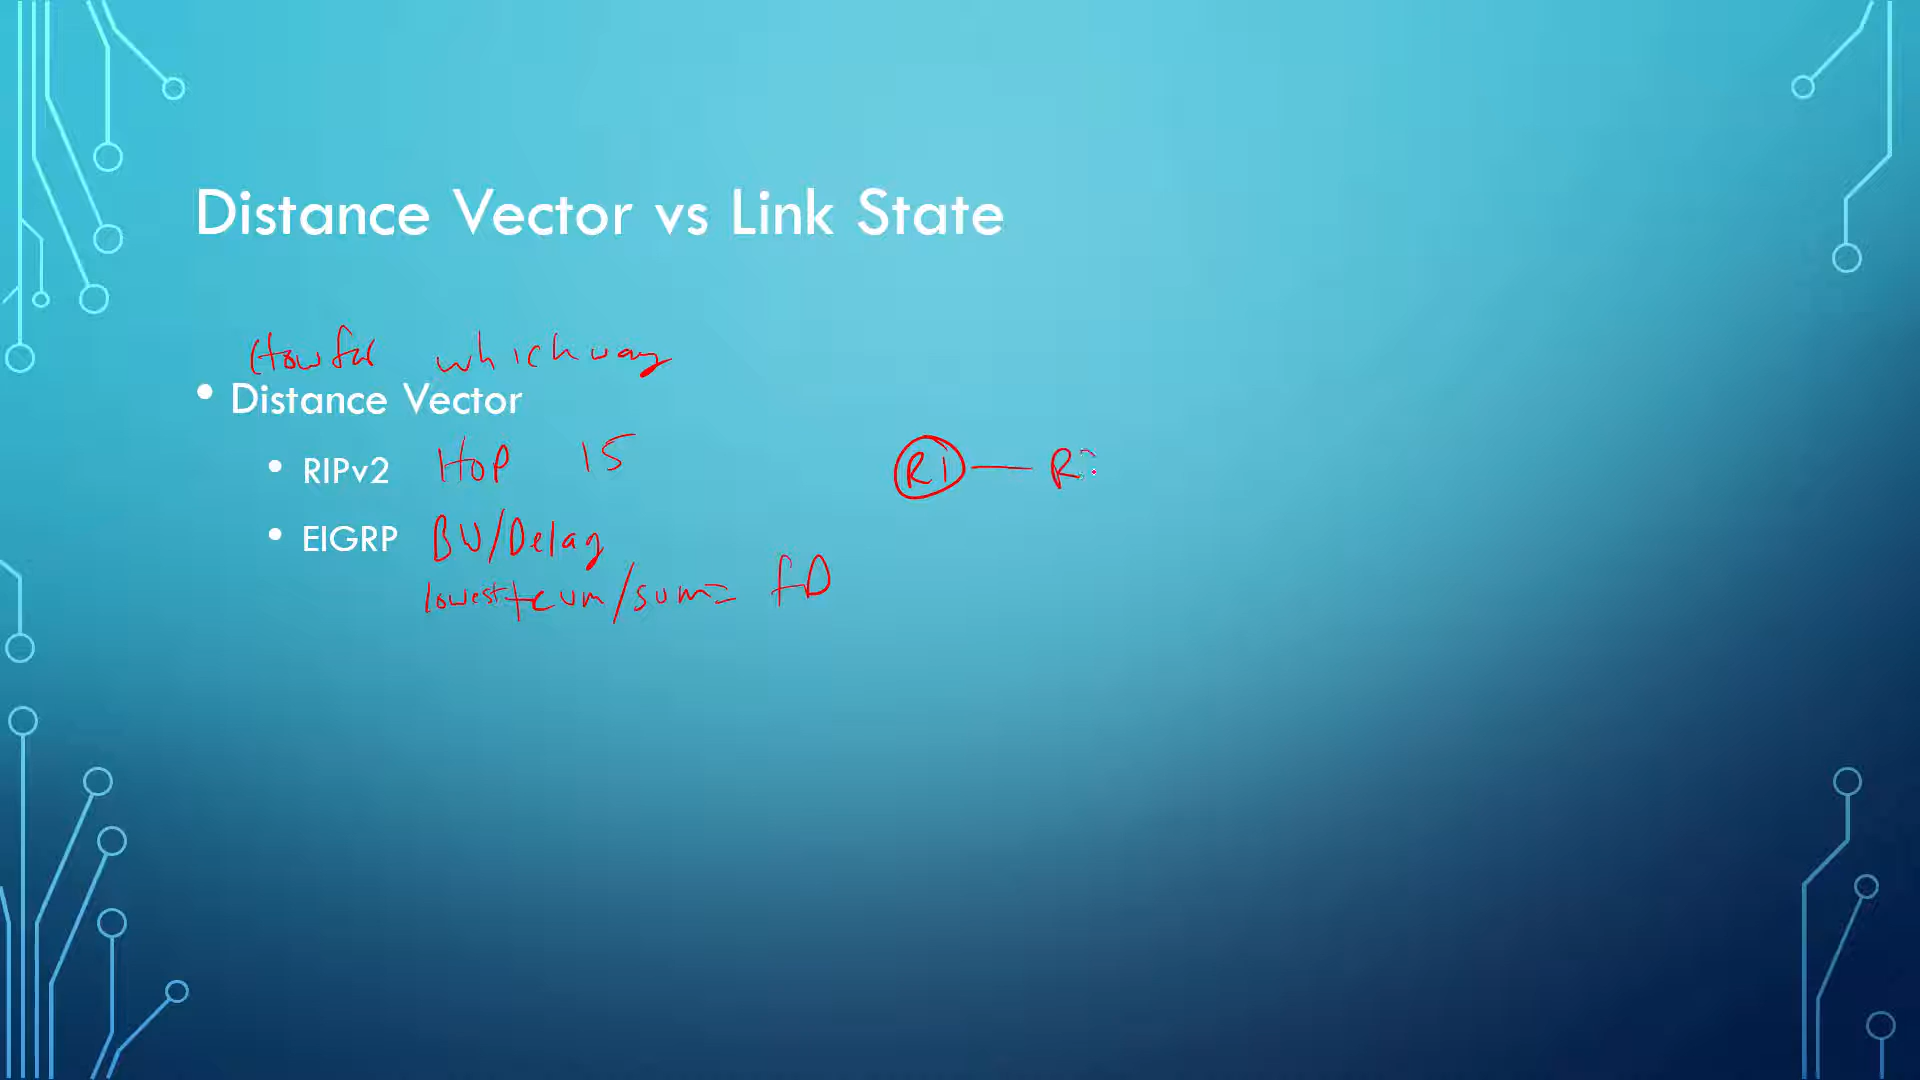 Distance Vector vs Link State
How far which way
• Distance Vector
• RIPv2 HOP 15
R1 — R
• EIGRP BW/Delay
lowest + cum/sum = FD